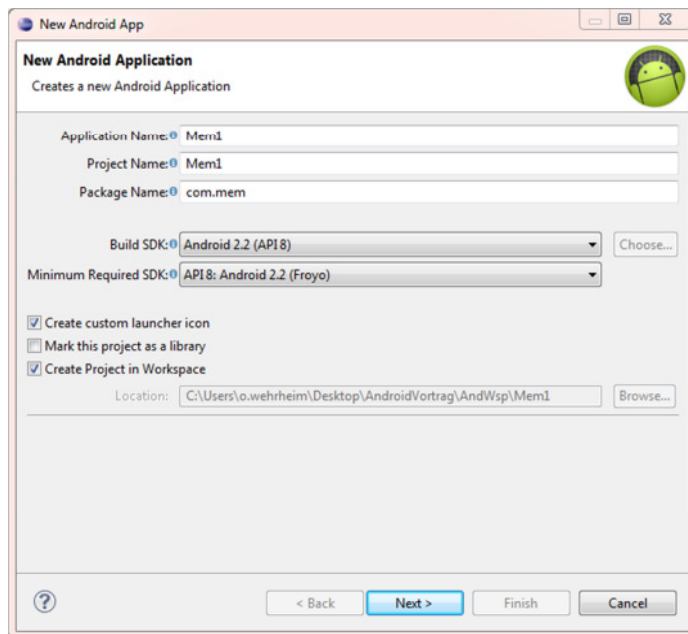 New Android App
New Android Application
Creates a new Android Application
Application Name: Mem1
Project Name: Mem1
Package Name: com.mem
Build SDK: Android 2.2 (API 8) Choose...
Minimum Required SDK: API 8: Android 2.2 (Froyo)
Create custom launcher icon
Mark this project as a library
Create Project in Workspace
Location: C:\Users\o.wehrheim\Desktop\AndroidVortrag\AndWsp\Mem1 Browse...
? < Back Next > Finish Cancel